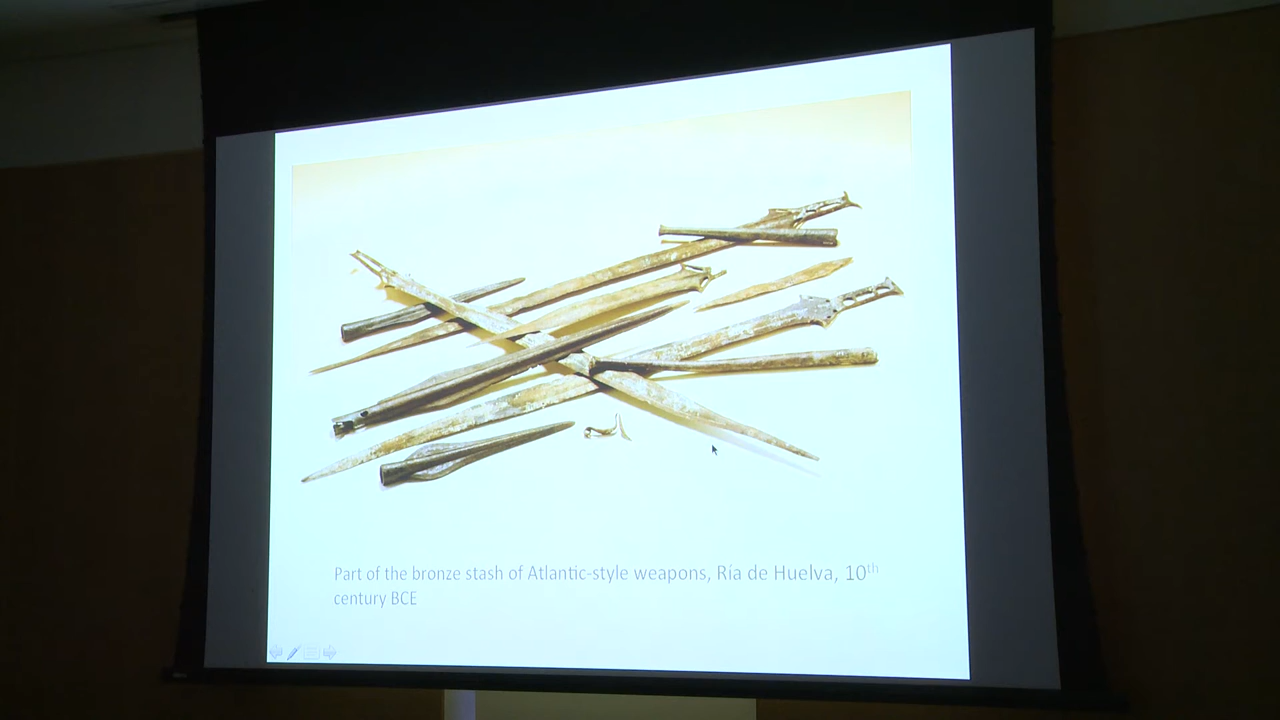 Part of the bronze stash of Atlantic-style weapons, Ría de Huelva, 10th
century BCE